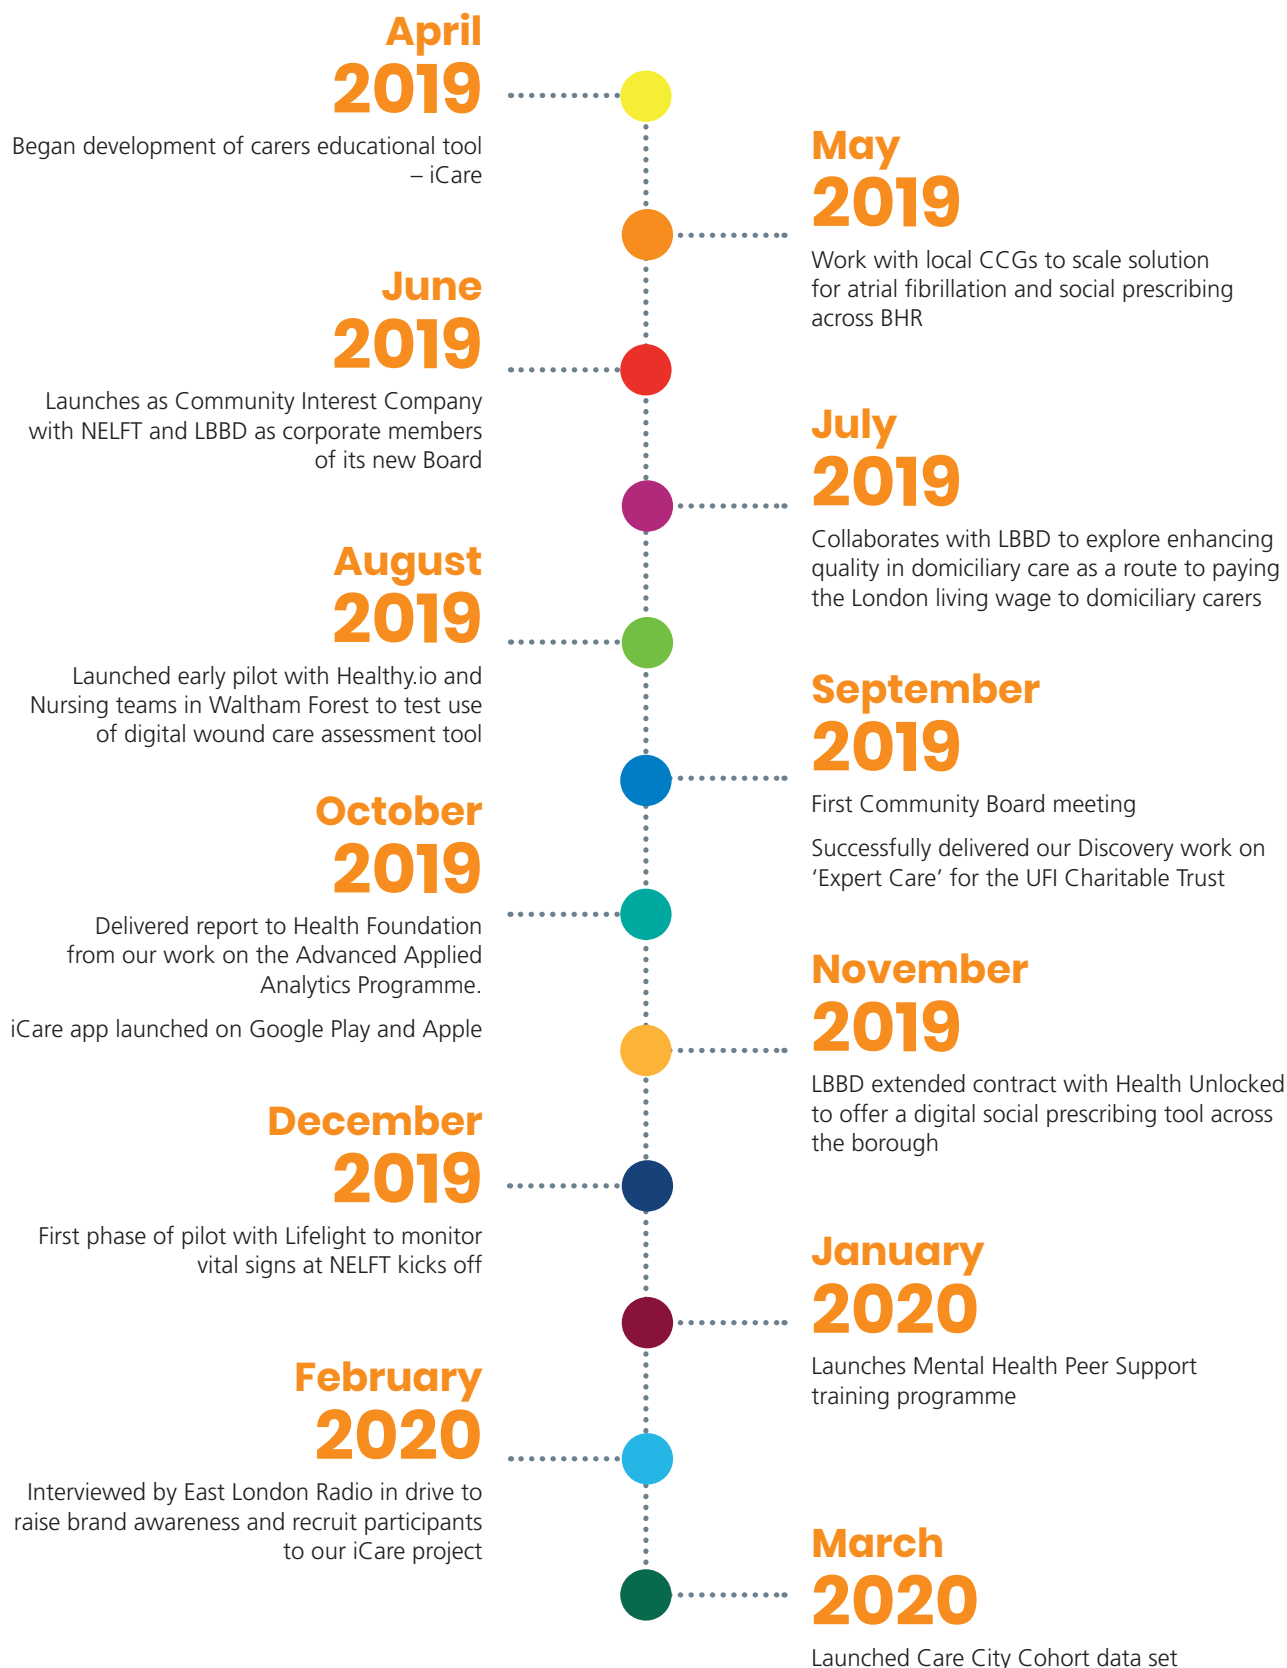 April
2019
Began development of carers educational tool
– iCare
May
2019
Work with local CCGs to scale solution
for atrial fibrillation and social prescribing
across BHR
June
2019
Launches as Community Interest Company
with NELFT and LBBD as corporate members
of its new Board
July
2019
Collaborates with LBBD to explore enhancing
quality in domiciliary care as a route to paying
the London living wage to domiciliary carers
August
2019
Launched early pilot with Healthy.io and
Nursing teams in Waltham Forest to test use
of digital wound care assessment tool
September
2019
First Community Board meeting
Successfully delivered our Discovery work on
‘Expert Care’ for the UFI Charitable Trust
October
2019
Delivered report to Health Foundation
from our work on the Advanced Applied
Analytics Programme.
iCare app launched on Google Play and Apple
November
2019
LBBD extended contract with Health Unlocked
to offer a digital social prescribing tool across
the borough
December
2019
First phase of pilot with Lifelight to monitor
vital signs at NELFT kicks off
January
2020
Launches Mental Health Peer Support
training programme
February
2020
Interviewed by East London Radio in drive to
raise brand awareness and recruit participants
to our iCare project
March
2020
Launched Care City Cohort data set